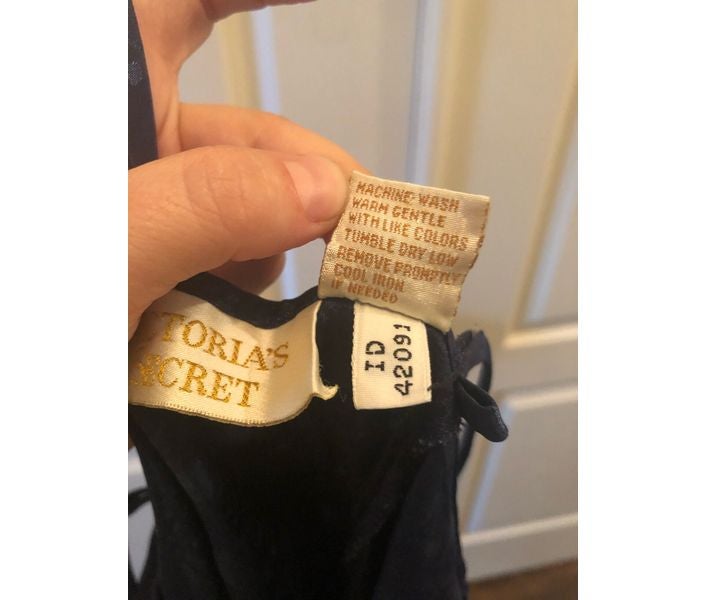 MACHINE WASH
WARM GENTLE
WITH LIKE COLORS
TUMBLE DRY LOW
REMOVE PROMPTLY
COOL IRON
IF NEEDED
TORIA'S
CRET
ID
42091